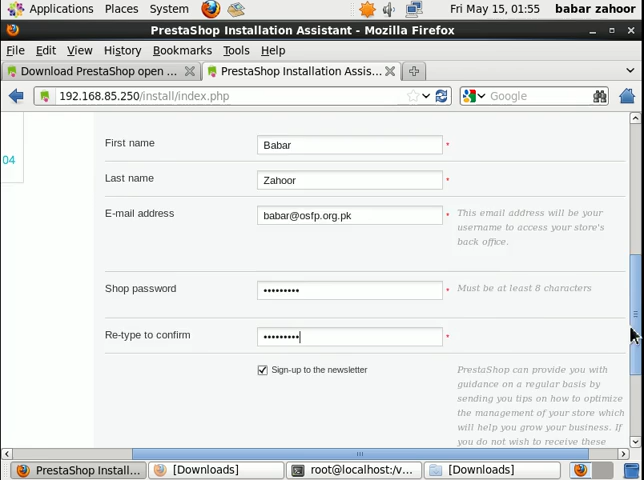 Applications Places System Fri May 15, 01:55 babar zahoor
PrestaShop Installation Assistant - Mozilla Firefox
File Edit View History Bookmarks Tools Help
Download PrestaShop open ... PrestaShop Installation Assis...
192.168.85.250/install/index.php Google
First name Babar *
04
Last name Zahoor *
E-mail address babar@osfp.org.pk * This email address will be your
username to access your store's
back office.
Shop password ••••••••• * Must be at least 8 characters
Re-type to confirm ••••••••• *
Sign-up to the newsletter PrestaShop can provide you with
guidance on a regular basis by
sending you tips on how to optimize
the management of your store which
will help you grow your business. If
you do not wish to receive these
PrestaShop Install... [Downloads] root@localhost:/v... [Downloads]